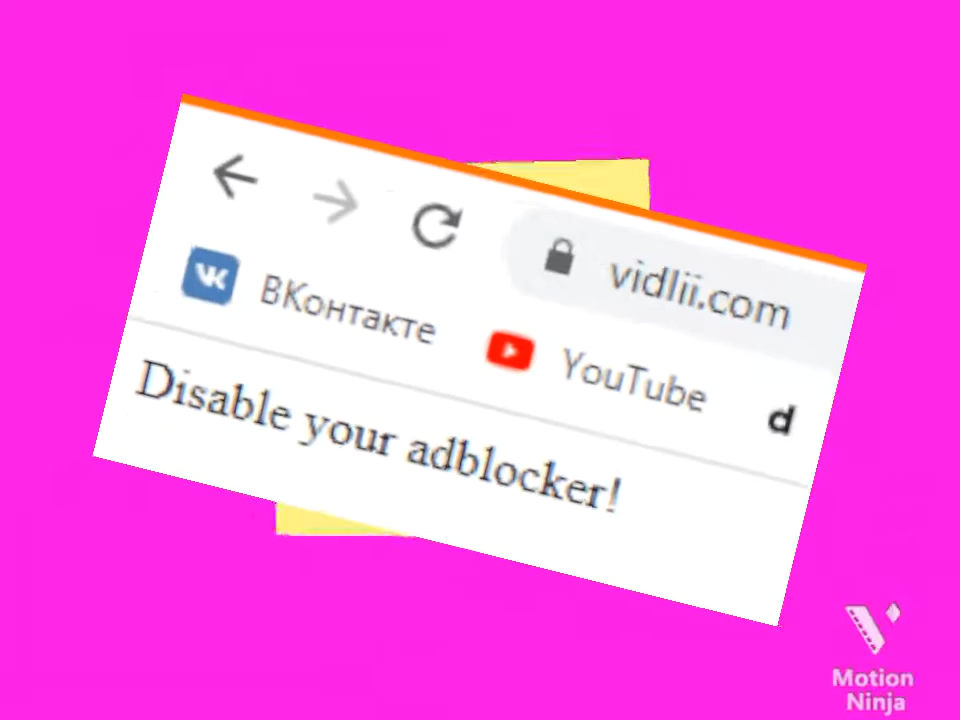 vidlii.com
ВКонтакте YouTube d
Disable your adblocker!
Motion
Ninja